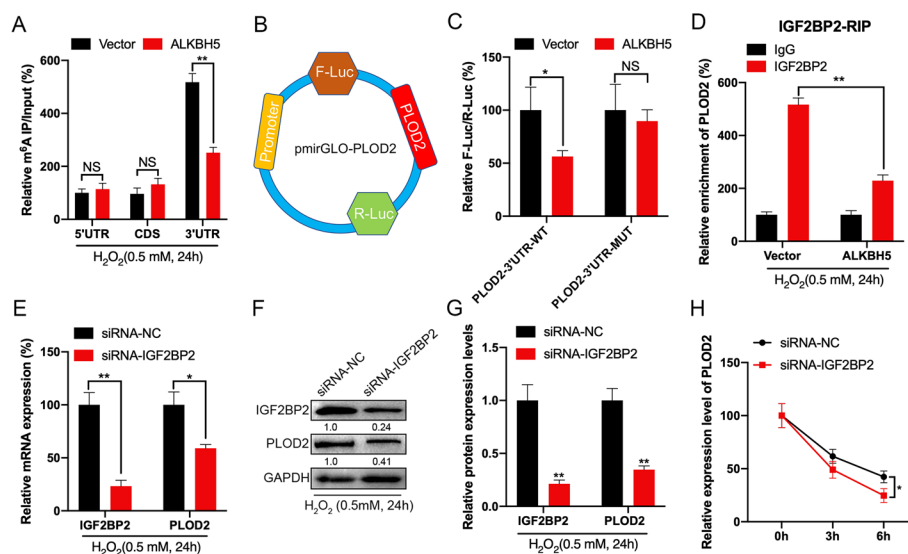 A
Vector
ALKBH5
Relative m⁶A IP/Input (%)
600
400
200
0
NS
NS
**
5'UTR
CDS
3'UTR
H₂O₂(0.5 mM, 24h)
B
F-Luc
Promoter
PLOD2
pmirGLO-PLOD2
R-Luc
C
Vector
ALKBH5
Relative F-Luc/R-Luc (%)
150
100
50
0
*
NS
PLOD2-3'UTR-WT
PLOD2-3'UTR-MUT
D
IGF2BP2-RIP
IgG
IGF2BP2
Relative enrichment of PLOD2 (%)
800
600
400
200
0
**
Vector
ALKBH5
H₂O₂(0.5 mM, 24h)
E
siRNA-NC
siRNA-IGF2BP2
Relative mRNA expression (%)
150
100
50
0
**
*
IGF2BP2
PLOD2
H₂O₂(0.5 mM, 24h)
F
siRNA-NC
siRNA-IGF2BP2
IGF2BP2
1.0 0.24
PLOD2
1.0 0.41
GAPDH
H₂O₂ (0.5mM, 24h)
G
siRNA-NC
siRNA-IGF2BP2
Relative protein expression levels
1.5
1.0
0.5
0.0
**
**
IGF2BP2
PLOD2
H₂O₂(0.5 mM, 24h)
H
siRNA-NC
siRNA-IGF2BP2
Relative expression level of PLOD2
150
100
50
0
*
0h
3h
6h